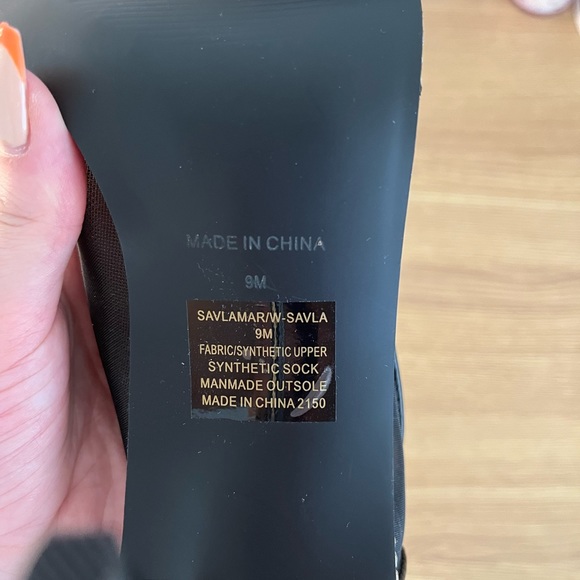 MADE IN CHINA
9M
SAVLAMAR/W-SAVLA
9M
FABRIC/SYNTHETIC UPPER
SYNTHETIC SOCK
MANMADE OUTSOLE
MADE IN CHINA 2150